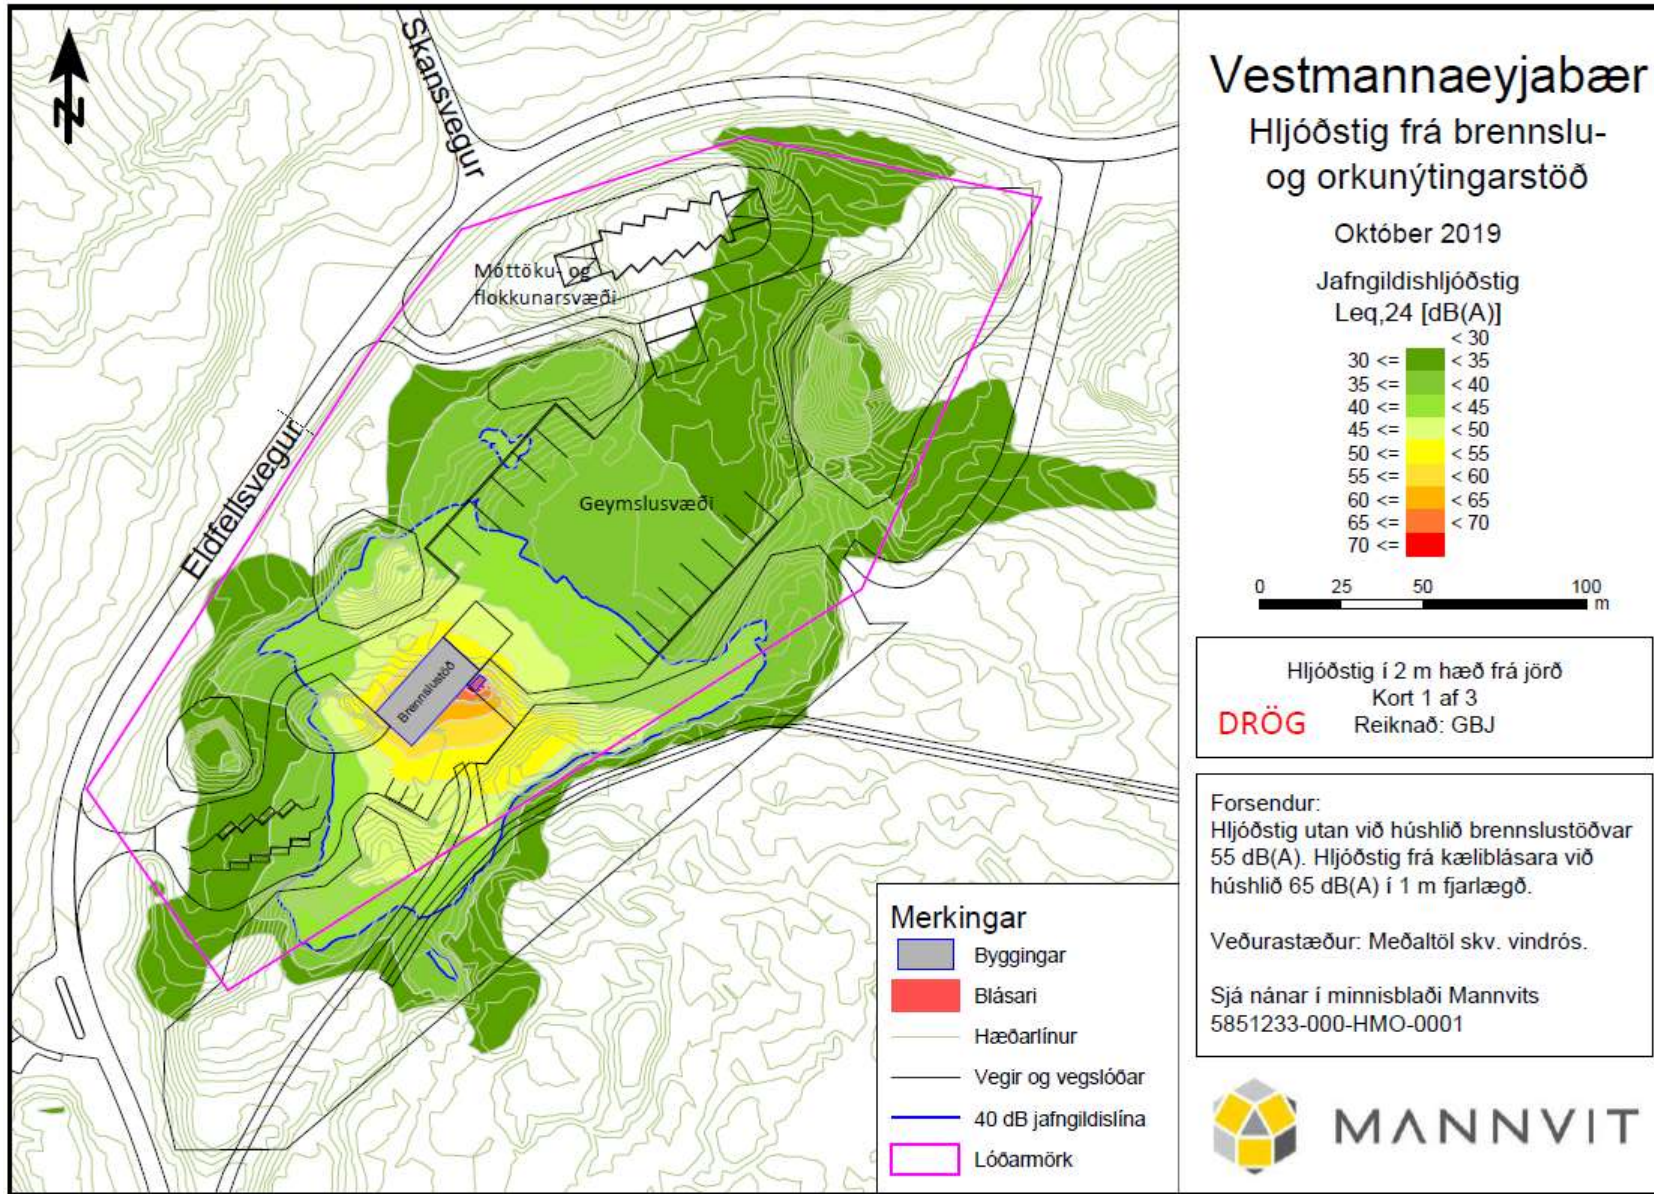 Skansvegur
N
Móttöku- og
flokkunarsvæði
Eldfellsvegur
Geymslusvæði
Brennslustöð
Vestmannaeyjabær
Hljóðstig frá brennslu-
og orkunýtingarstöð
Október 2019
Jafngildishljóðstig
Leq,24 [dB(A)]
< 30
30 <= < 35
35 <= < 40
40 <= < 45
45 <= < 50
50 <= < 55
55 <= < 60
60 <= < 65
65 <= < 70
70 <=
0 25 50 100
m
Hljóðstig í 2 m hæð frá jörð
Kort 1 af 3
DRÖG Reiknað: GBJ
Forsendur:
Hljóðstig utan við húshlið brennslustöðvar
55 dB(A). Hljóðstig frá kæliblásara við
húshlið 65 dB(A) í 1 m fjarlægð.
Veðurastæður: Meðaltöl skv. vindrós.
Sjá nánar í minnisblaði Mannvits
5851233-000-HMO-0001
Merkingar
Byggingar
Blásari
Hæðarlínur
Vegir og vegslóðar
40 dB jafngildislína
Lóðarmörk
MANNVIT